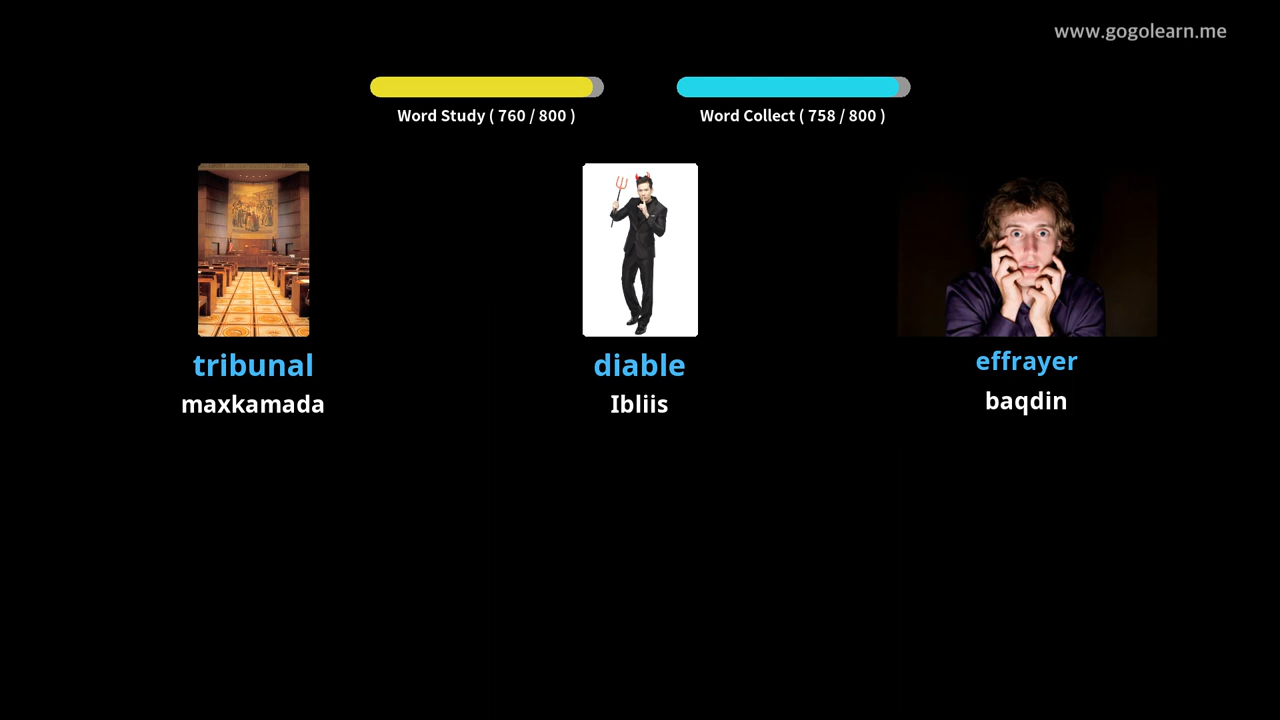 www.gogolearn.me
Word Study ( 760 / 800 )
Word Collect ( 758 / 800 )
tribunal
maxkamada
diable
Ibliis
effrayer
baqdin